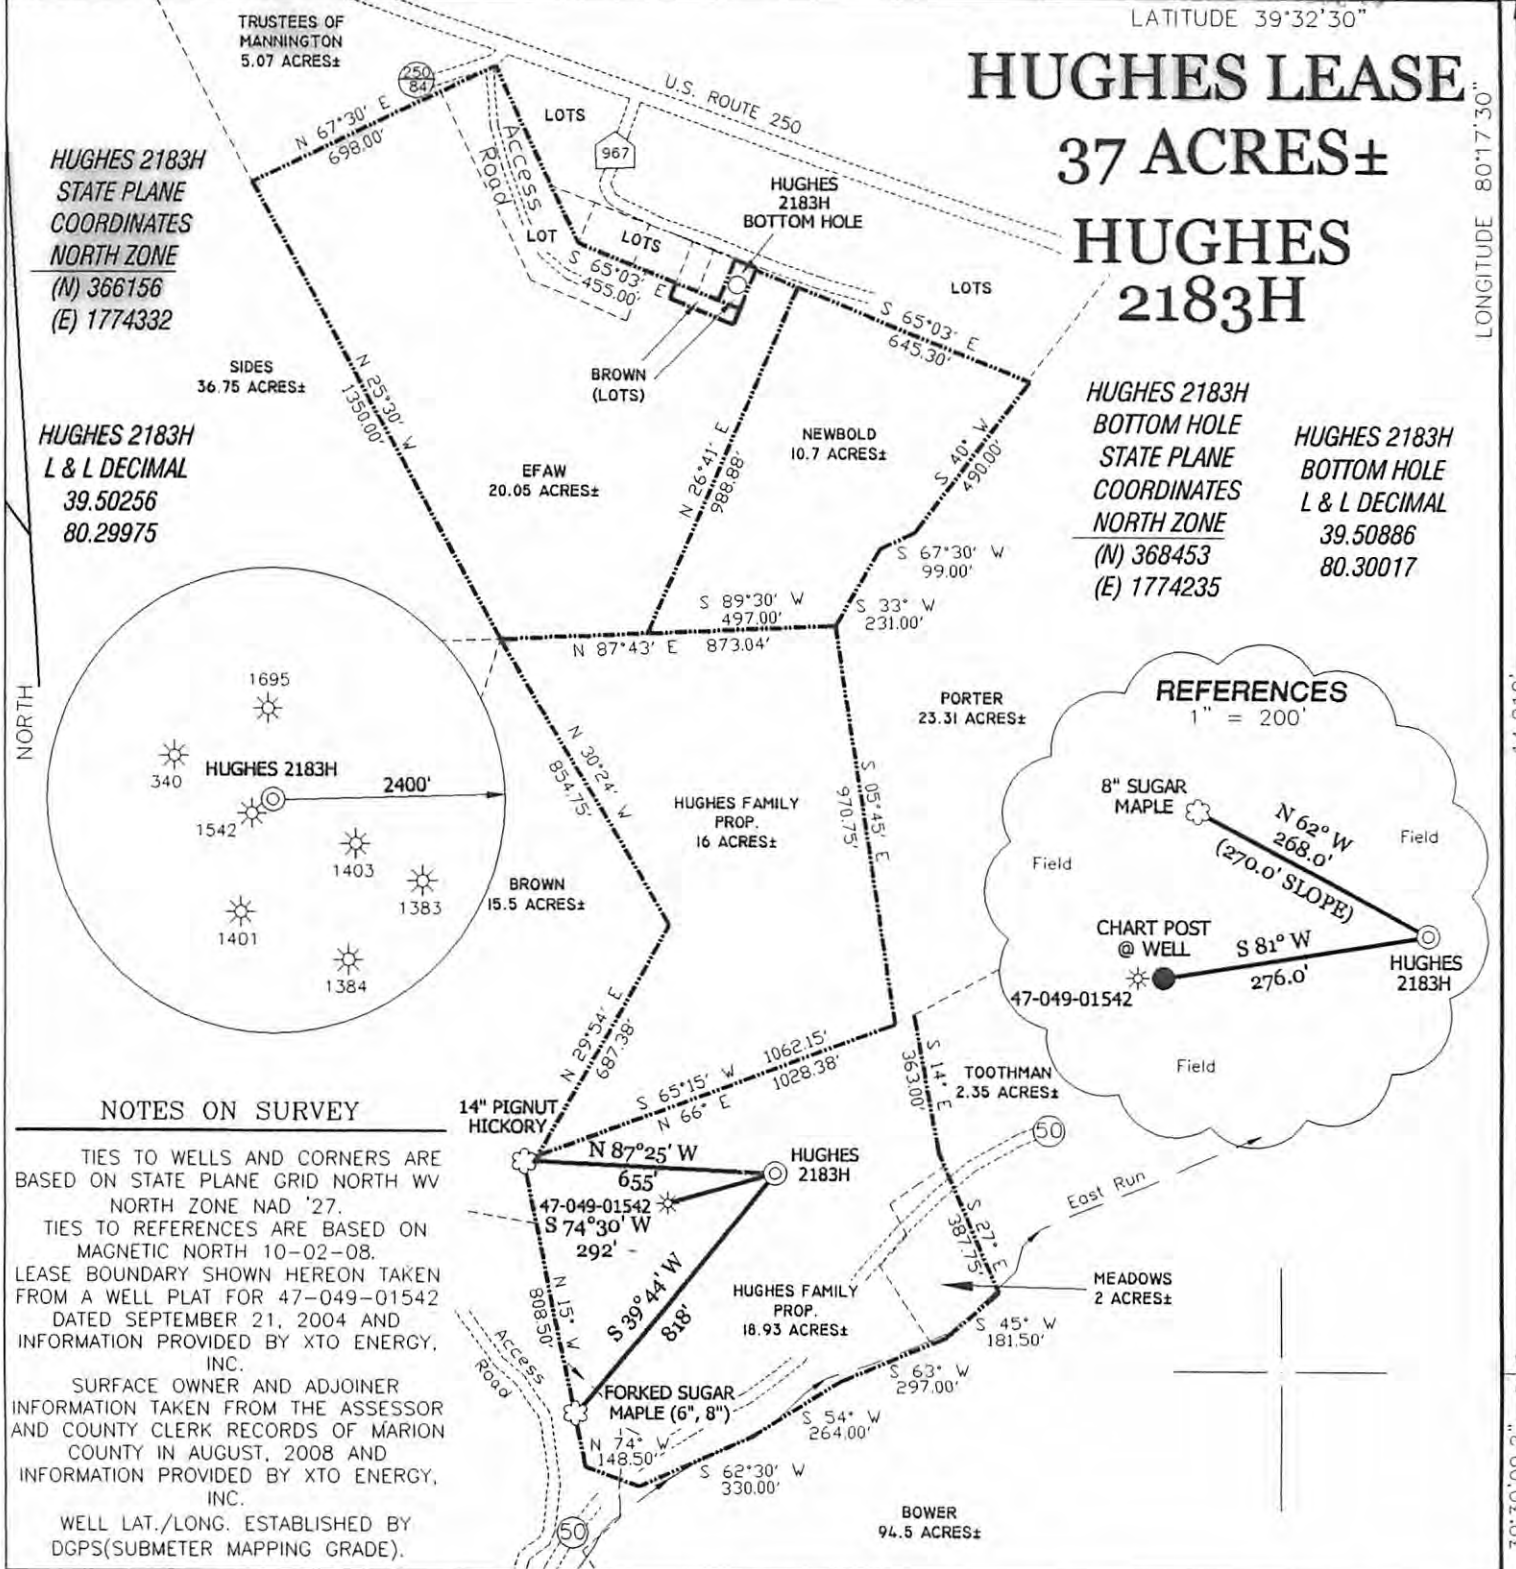 LATITUDE 39°32'30"
HUGHES LEASE
37 ACRES±
HUGHES
2183H
LONGITUDE 80°17'30"
TRUSTEES OF
MANNINGTON
5.07 ACRES±
250
84
N 67°30' E
698.00'
LOTS
U.S. ROUTE 250
967
Access
Road
HUGHES 2183H
STATE PLANE
COORDINATES
NORTH ZONE
(N) 366156
(E) 1774332
HUGHES
2183H
BOTTOM HOLE
LOT
LOTS
S 65°03' E
455.00'
LOTS
S 65°03' E
645.30'
SIDES
36.75 ACRES±
N 25°30' W
1350.00'
BROWN
(LOTS)
HUGHES 2183H
L & L DECIMAL
39.50256
80.29975
EFAW
20.05 ACRES±
N 26°41' E
988.88'
NEWBOLD
10.7 ACRES±
S 40° W
490.00'
HUGHES 2183H
BOTTOM HOLE
STATE PLANE
COORDINATES
NORTH ZONE
(N) 368453
(E) 1774235
HUGHES 2183H
BOTTOM HOLE
L & L DECIMAL
39.50886
80.30017
S 67°30' W
99.00'
S 33° W
231.00'
S 89°30' W
497.00'
N 87°43' E 873.04'
NORTH
1695
340
HUGHES 2183H
2400'
1542
1403
1383
1401
1384
N 30°24' W
854.75'
HUGHES FAMILY
PROP.
16 ACRES±
S 05°45' E
970.75'
PORTER
23.31 ACRES±
BROWN
15.5 ACRES±
REFERENCES
1" = 200'
8" SUGAR
MAPLE
N 62° W
268.0'
(270.0' SLOPE)
Field
Field
CHART POST
@ WELL
S 81° W
276.0'
HUGHES
2183H
47-049-01542
Field
N 29°54' E
687.38'
S 65°15' W 1062.15'
N 66° E 1028.38'
S 14° E
363.00'
TOOTHMAN
2.35 ACRES±
50
14" PIGNUT
HICKORY
N 87°25' W
655'
HUGHES
2183H
47-049-01542
S 74°30' W
292'
S 39°44' W
818'
N 15° W
808.50'
East Run
S 27° E
387.75'
MEADOWS
2 ACRES±
HUGHES FAMILY
PROP.
18.93 ACRES±
S 45° W
181.50'
S 63° W
297.00'
S 54° W
264.00'
S 62°30' W
330.00'
Access
Road
FORKED SUGAR
MAPLE (6", 8")
N 74° W
148.50'
50
BOWER
94.5 ACRES±
NOTES ON SURVEY
TIES TO WELLS AND CORNERS ARE
BASED ON STATE PLANE GRID NORTH WV
NORTH ZONE NAD '27.
TIES TO REFERENCES ARE BASED ON
MAGNETIC NORTH 10-02-08.
LEASE BOUNDARY SHOWN HEREON TAKEN
FROM A WELL PLAT FOR 47-049-01542
DATED SEPTEMBER 21, 2004 AND
INFORMATION PROVIDED BY XTO ENERGY,
INC.
SURFACE OWNER AND ADJOINER
INFORMATION TAKEN FROM THE ASSESSOR
AND COUNTY CLERK RECORDS OF MARION
COUNTY IN AUGUST, 2008 AND
INFORMATION PROVIDED BY XTO ENERGY,
INC.
WELL LAT./LONG. ESTABLISHED BY
DGPS(SUBMETER MAPPING GRADE).